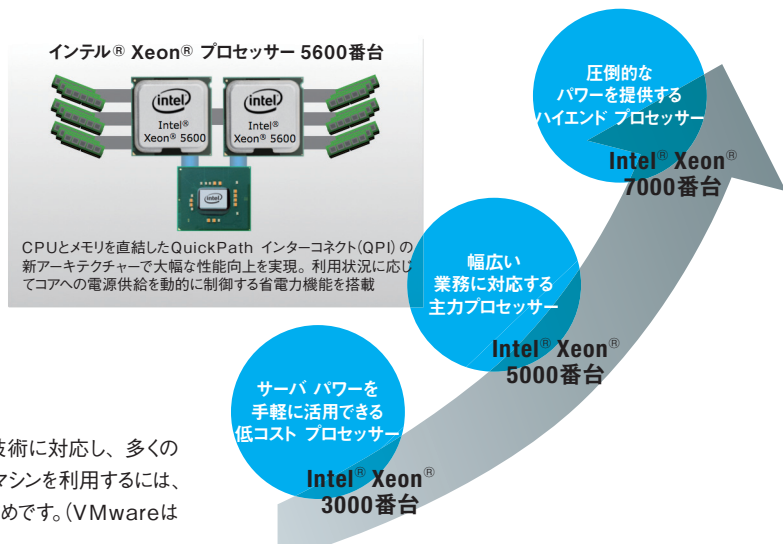 インテル® Xeon® プロセッサー 5600番台
intel
Intel®
Xeon® 5600
intel
Intel®
Xeon® 5600
intel
CPUとメモリを直結したQuickPath インターコネクト(QPI)の
新アーキテクチャーで大幅な性能向上を実現。利用状況に応じ
てコアへの電源供給を動的に制御する省電力機能を搭載
圧倒的な
パワーを提供する
ハイエンド プロセッサー
Intel® Xeon®
7000番台
幅広い
業務に対応する
主力プロセッサー
Intel® Xeon®
5000番台
サーバ パワーを
手軽に活用できる
低コスト プロセッサー
Intel® Xeon®
3000番台
技術に対応し、多くの
マシンを利用するには、
めです。(VMwareは